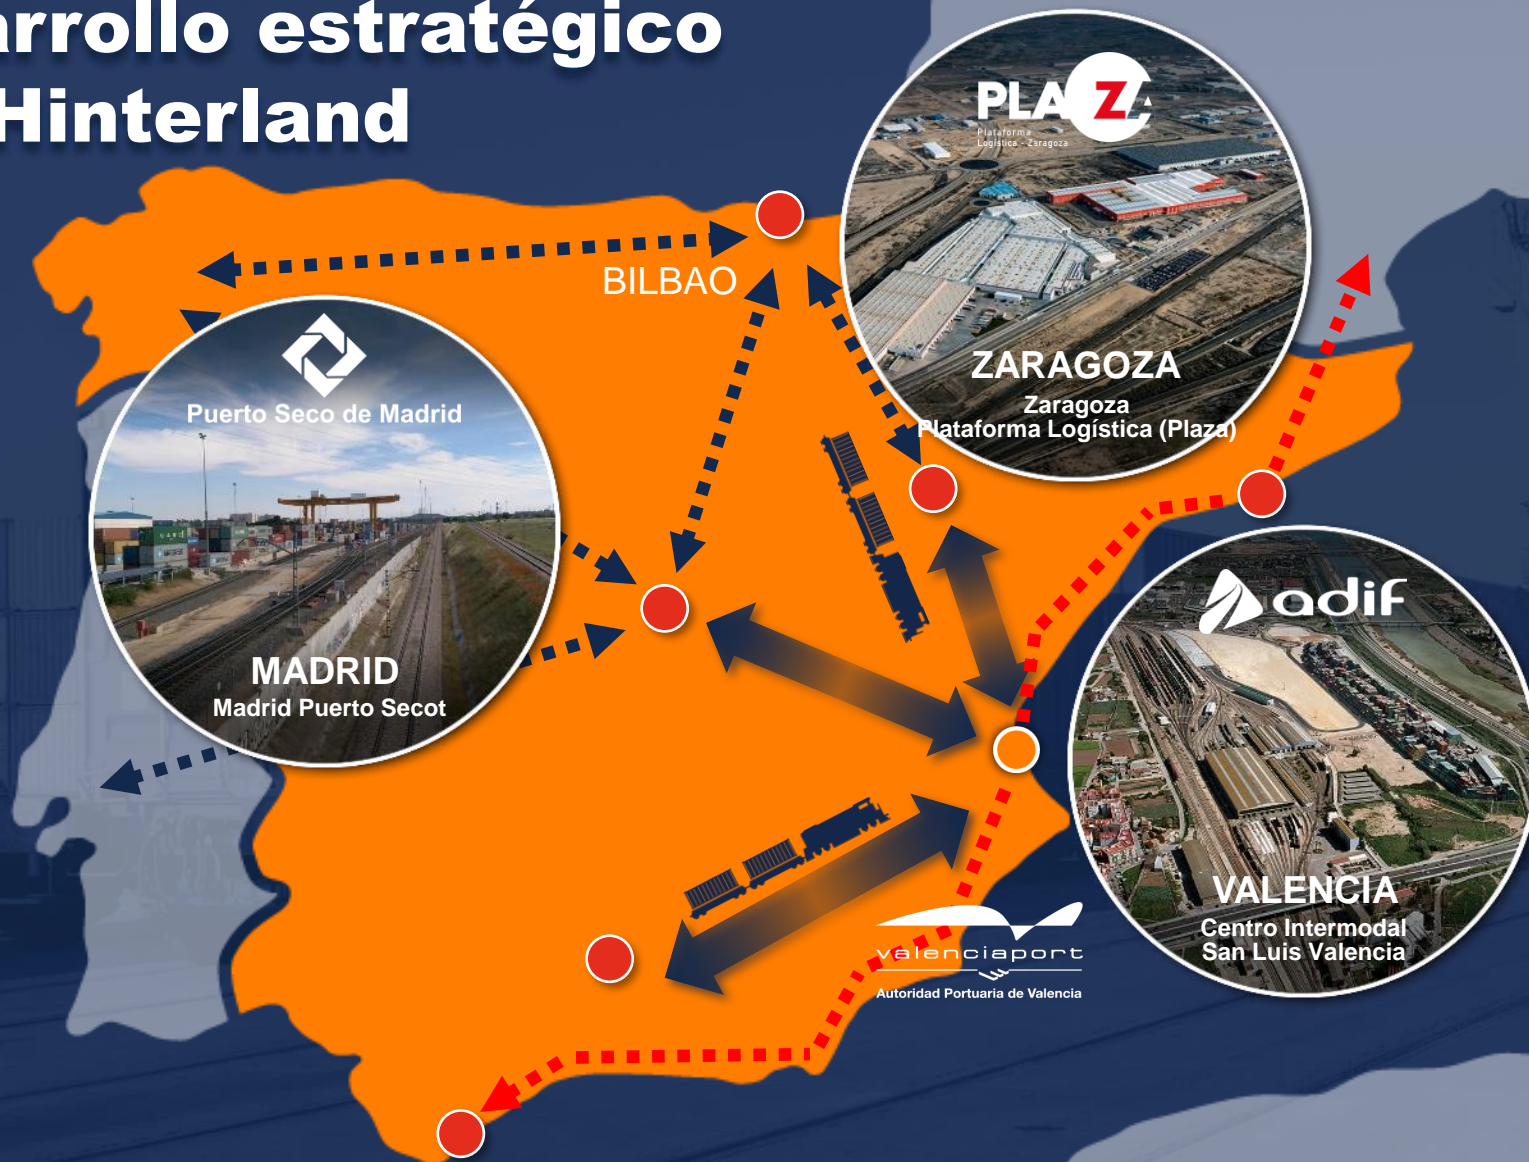 arrollo estratégico
Hinterland
PLAZA
Plataforma
Logística - Zaragoza
BILBAO
ZARAGOZA
Zaragoza
Plataforma Logística (Plaza)
Puerto Seco de Madrid
MADRID
Madrid Puerto Secot
adif
VALENCIA
Centro Intermodal
San Luis Valencia
valenciaport
Autoridad Portuaria de Valencia